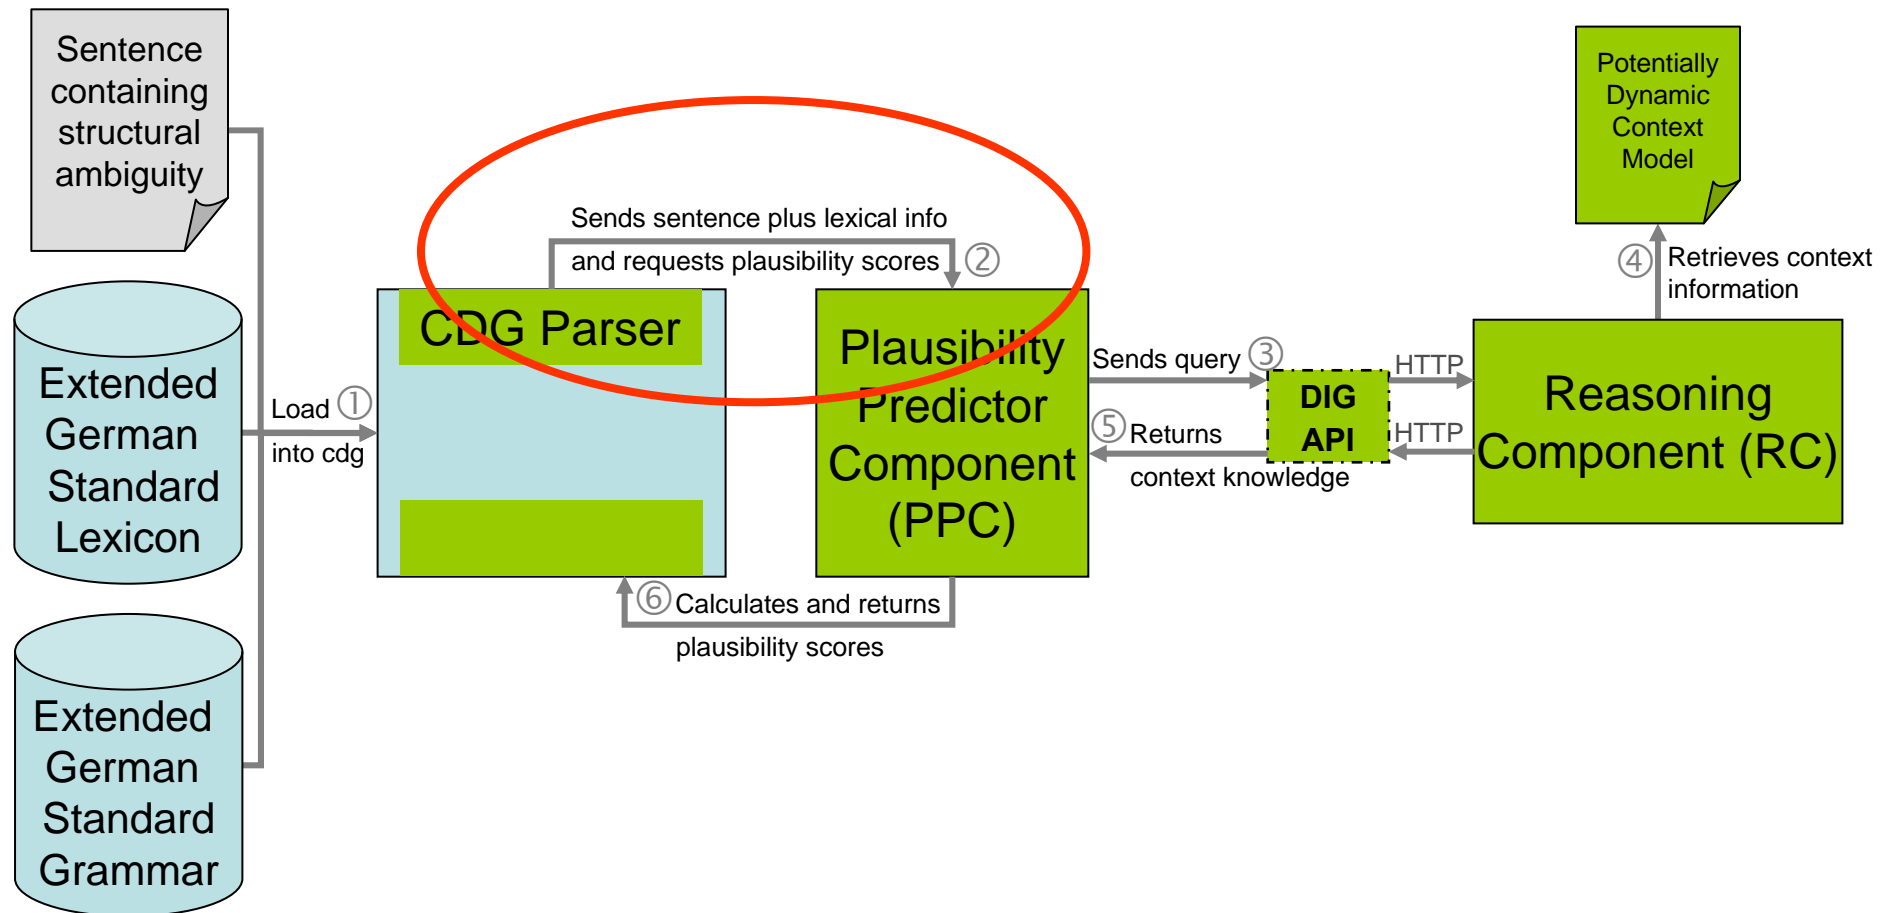 Sentence
containing
structural
ambiguity
Extended
German
Standard
Lexicon
Extended
German
Standard
Grammar
Load ①
into cdg
Sends sentence plus lexical info
and requests plausibility scores ②
CDG Parser
Plausibility
Predictor
Component
(PPC)
Sends query ③
⑤ Returns
context knowledge
DIG
API
HTTP
HTTP
Reasoning
Component (RC)
④ Retrieves context
information
Potentially
Dynamic
Context
Model
⑥ Calculates and returns
plausibility scores